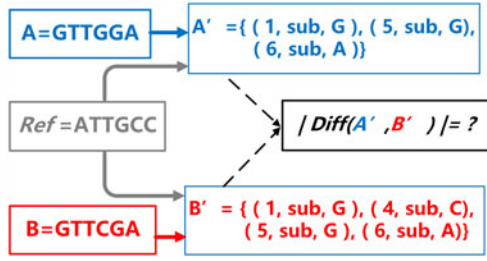 A=GTTGGA
A′ ={ ( 1, sub, G ), ( 5, sub, G),
( 6, sub, A )}
Ref =ATTGCC
| Diff(A′ ,B′ ) |= ?
B=GTTCGA
B′ = { ( 1, sub, G ), ( 4, sub, C),
( 5, sub, G ), ( 6, sub, A)}